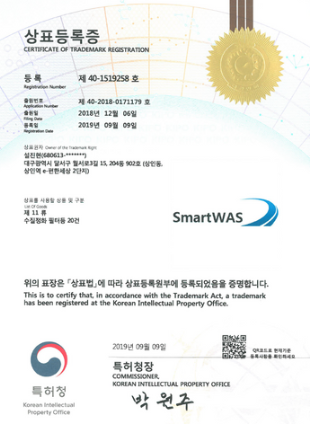 상표등록증
CERTIFICATE OF TRADEMARK REGISTRATION
등 록 제 40-1519258 호
Registration Number
출원번호 제 40-2018-0171179 호
Application Number
출원일 2018년 12월 06일
Filing Date
등록일 2019년 09월 09일
Registration Date
상표권자 Owner of the Trademark Right
설진현(680613-*******)
대구광역시 달서구 월서로3길 15, 204동 902호 (상인동,
상인역 e-편한세상 2단지)
상표를 사용할 상품 및 구분
List of Goods
제 11 류
수질정화 필터등 20건
SmartWAS
위의 표장은 「상표법」에 따라 상표등록원부에 등록되었음을 증명합니다.
This is to certify that, in accordance with the Trademark Act, a trademark
has been registered at the Korean Intellectual Property Office.
2019년 09월 09일
QR코드로 현재기준
등록사항을 확인하세요
특허청
Korean Intellectual
Property Office
특허청장
COMMISSIONER,
KOREAN INTELLECTUAL PROPERTY OFFICE
박원주